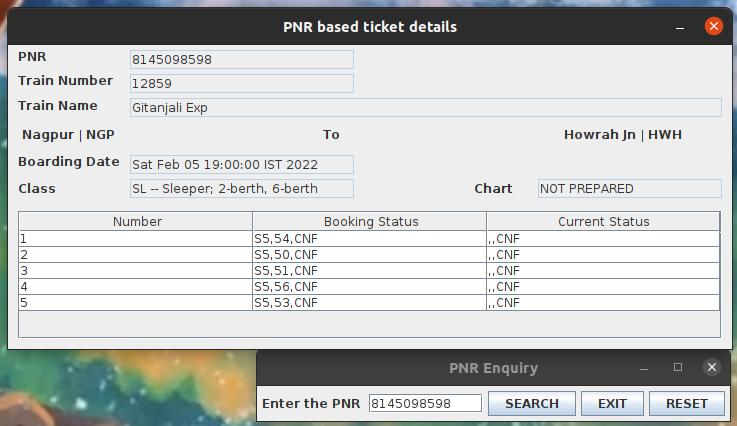 PNR based ticket details
PNR 8145098598
Train Number 12859
Train Name Gitanjali Exp
Nagpur | NGP To Howrah Jn | HWH
Boarding Date Sat Feb 05 19:00:00 IST 2022
Class SL -- Sleeper; 2-berth, 6-berth Chart NOT PREPARED
Number Booking Status Current Status
1 S5,54,CNF ,,CNF
2 S5,50,CNF ,,CNF
3 S5,51,CNF ,,CNF
4 S5,56,CNF ,,CNF
5 S5,53,CNF ,,CNF
PNR Enquiry
Enter the PNR 8145098598 SEARCH EXIT RESET